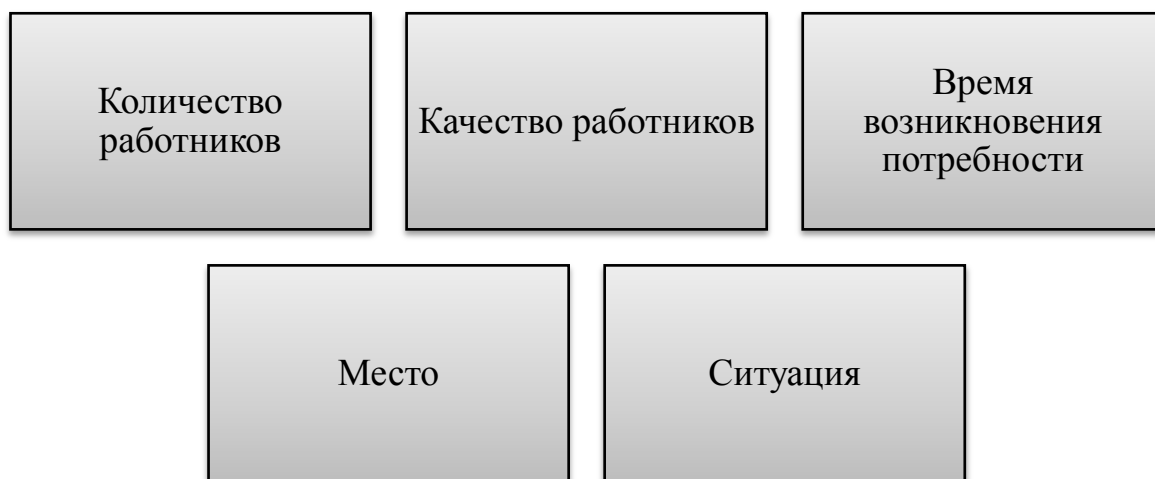 Количество
работников
Качество работников
Время
возникновения
потребности
Место
Ситуация